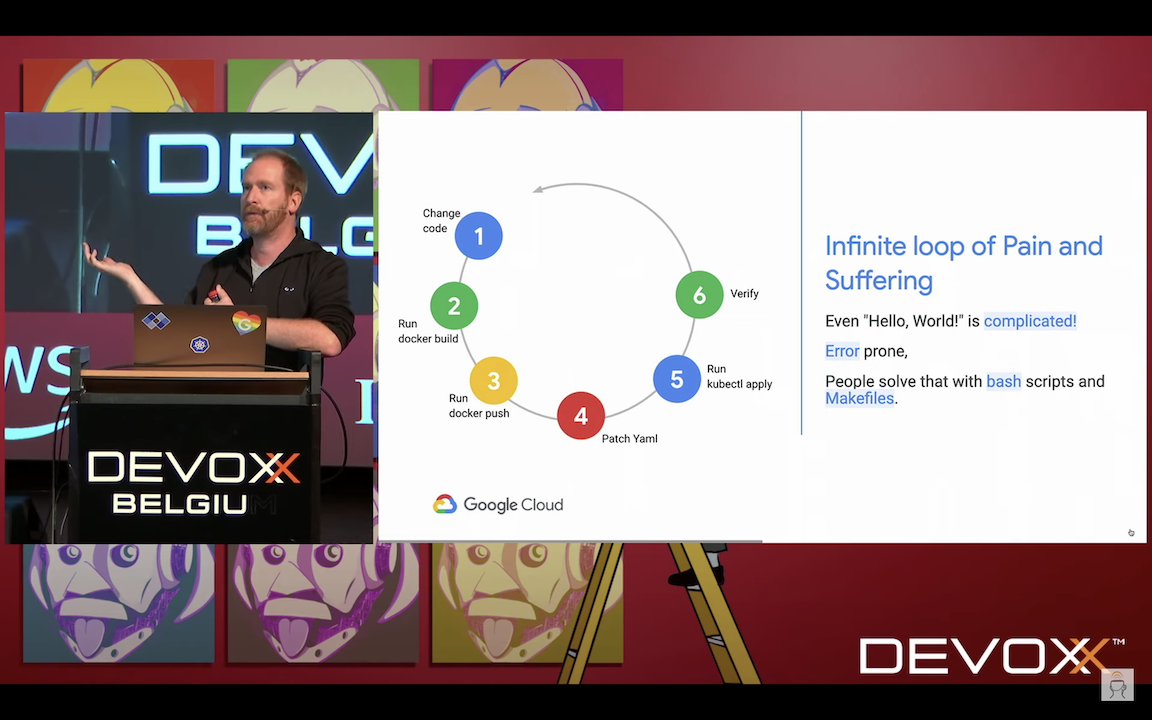 DEV
BELG
WS
DEVOXX
BELGIUM
Change
code
1
2
Run
docker build
3
Run
docker push
4
Patch Yaml
5
Run
kubectl apply
6
Verify
Google Cloud
Infinite loop of Pain and
Suffering
Even "Hello, World!" is complicated!
Error prone,
People solve that with bash scripts and
Makefiles.
DEVOXX™